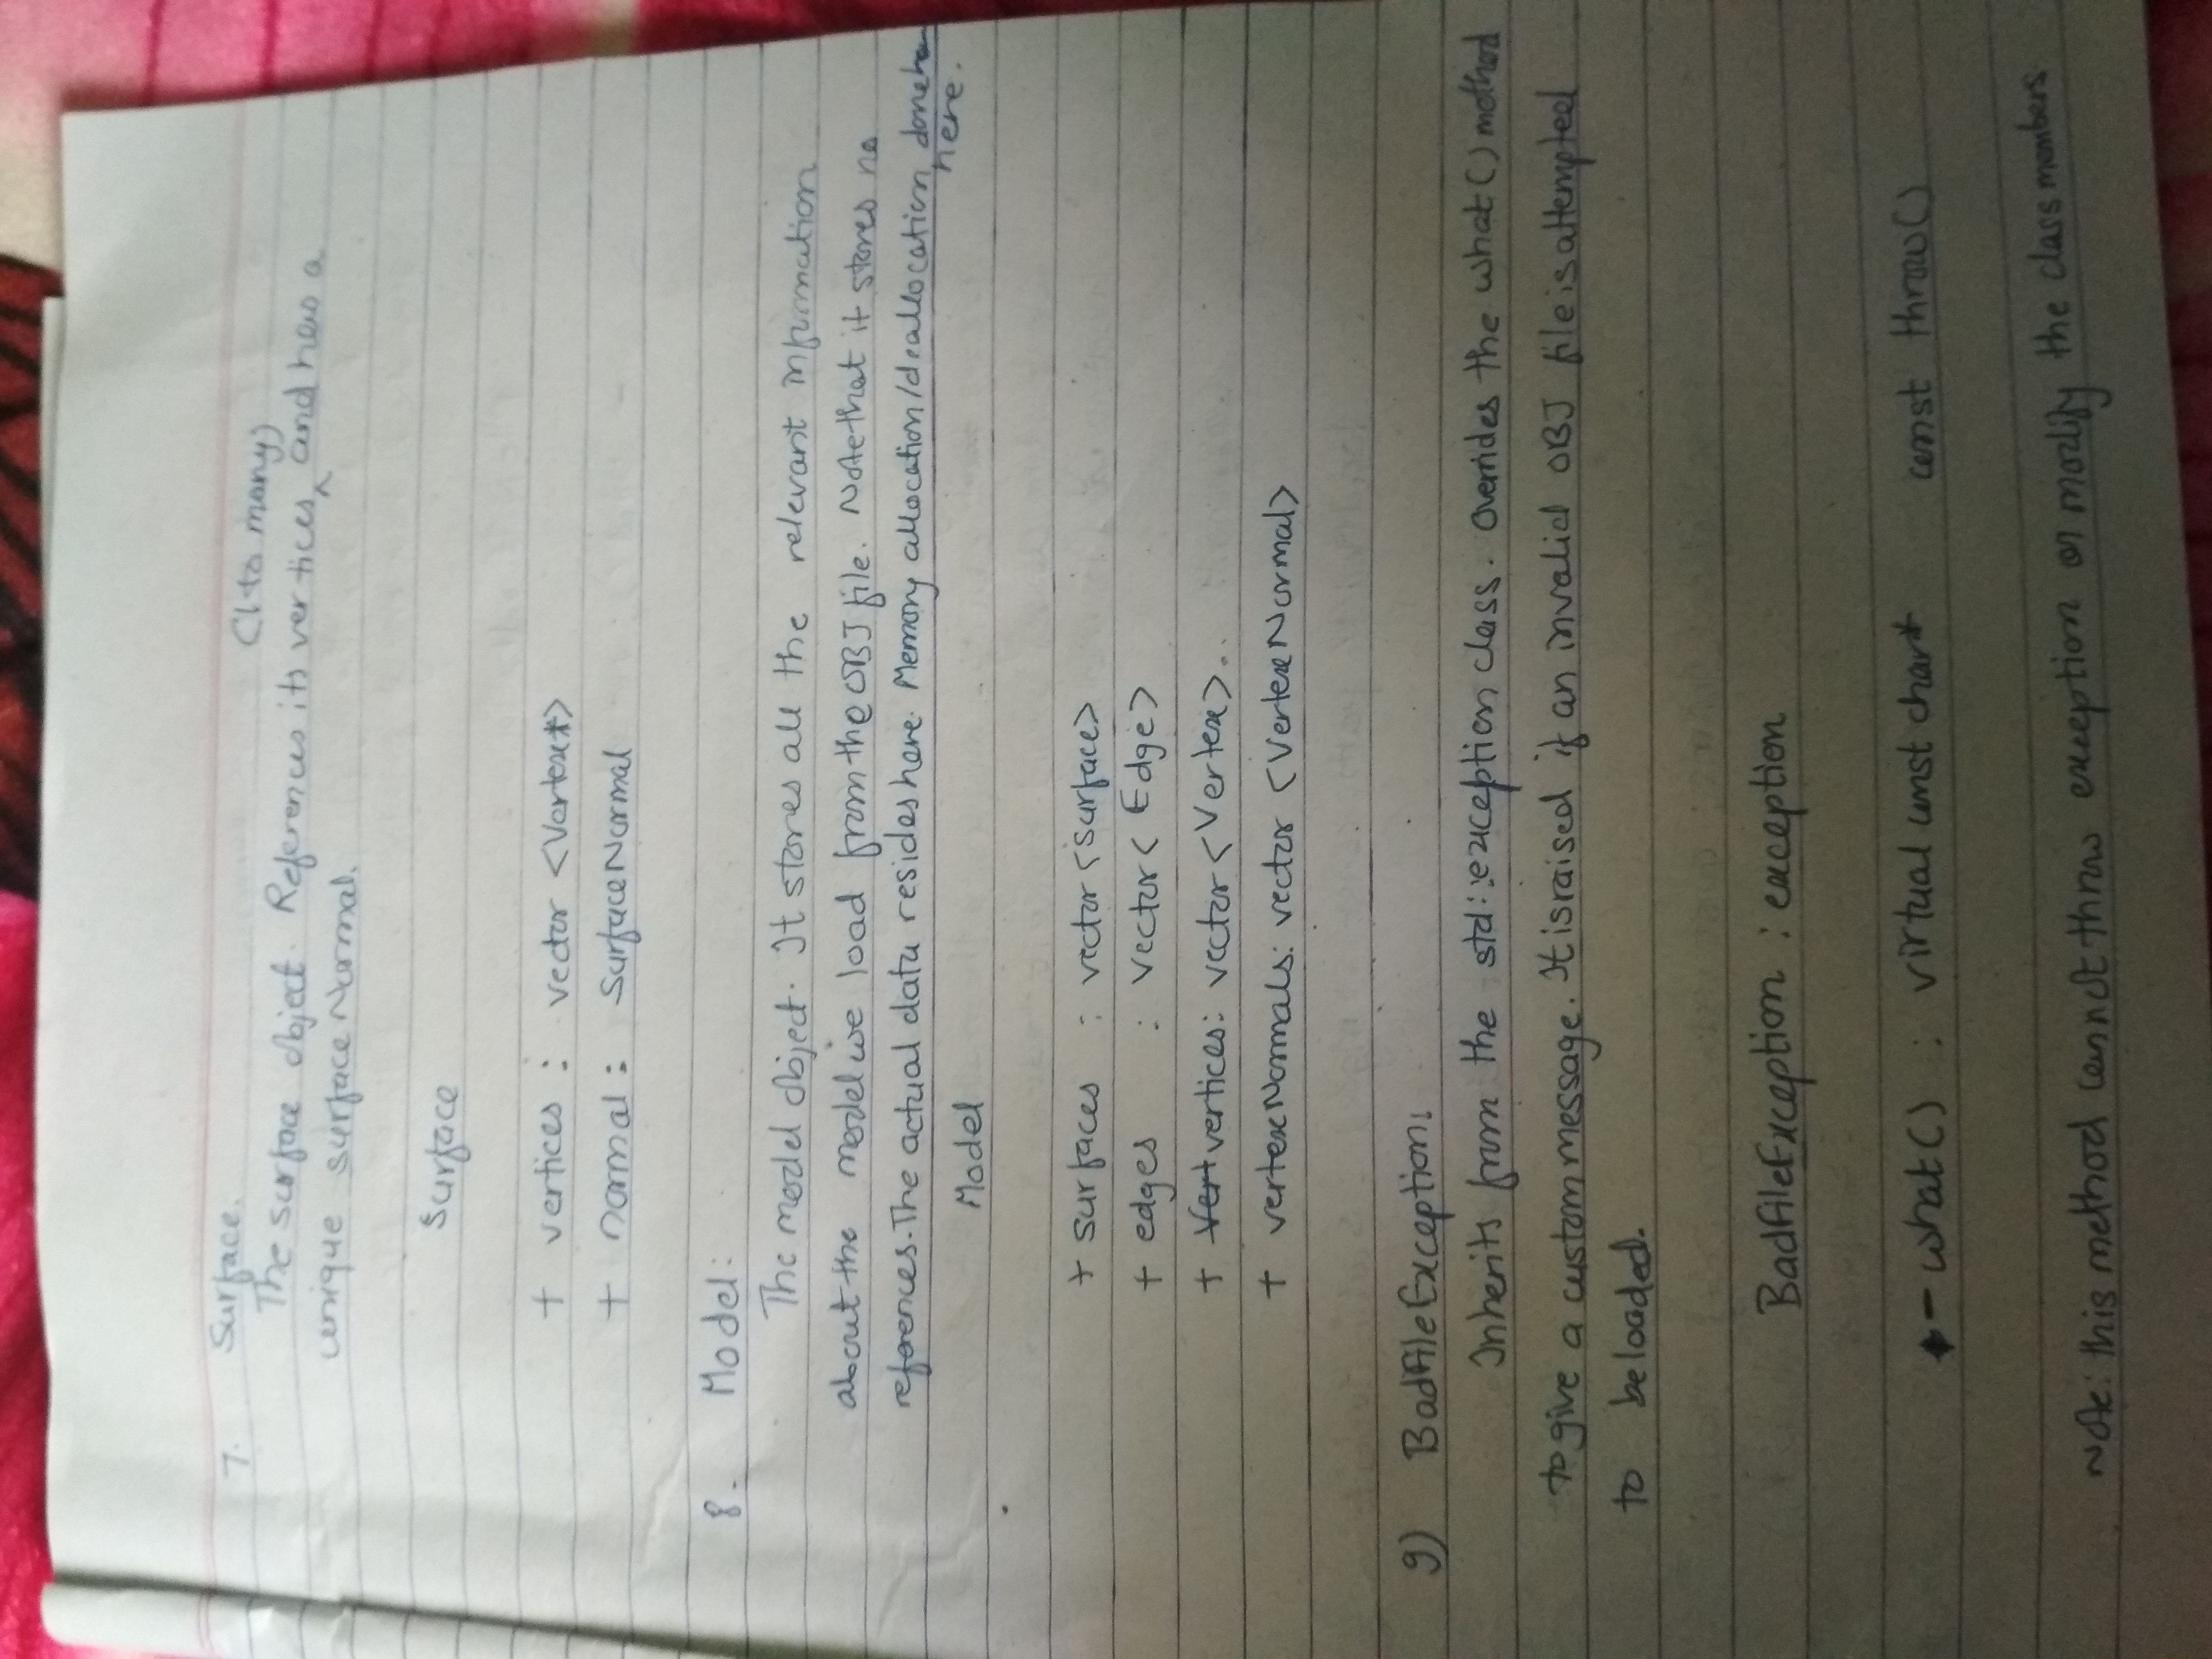 7. Surface.
The surface object. References its vertices (1 to many) and has a
unique surface Normal.
Surface
+ vertices : vector <Vertex*>
+ normal : SurfaceNormal
8. Model:
The model object. It stores all the relevant information
about the model we load from the OBJ file. Note that it stores no
references. The actual data resides here. Memory allocation/deallocation done
here.
Model
+ surfaces : vector <surface>
+ edges : vector < Edge>
+ vertices: vector <Vertex>
+ vertexNormals: vector <VertexNormal>
9) BadFileException:
Inherits from the std::exception class. Overrides the what() method
to give a custom message. It is raised if an invalid OBJ file is attempted
to be loaded.
BadFileException : exception
- what() : virtual const char* const throw()
Note: this method cannot throw exception or modify the class members